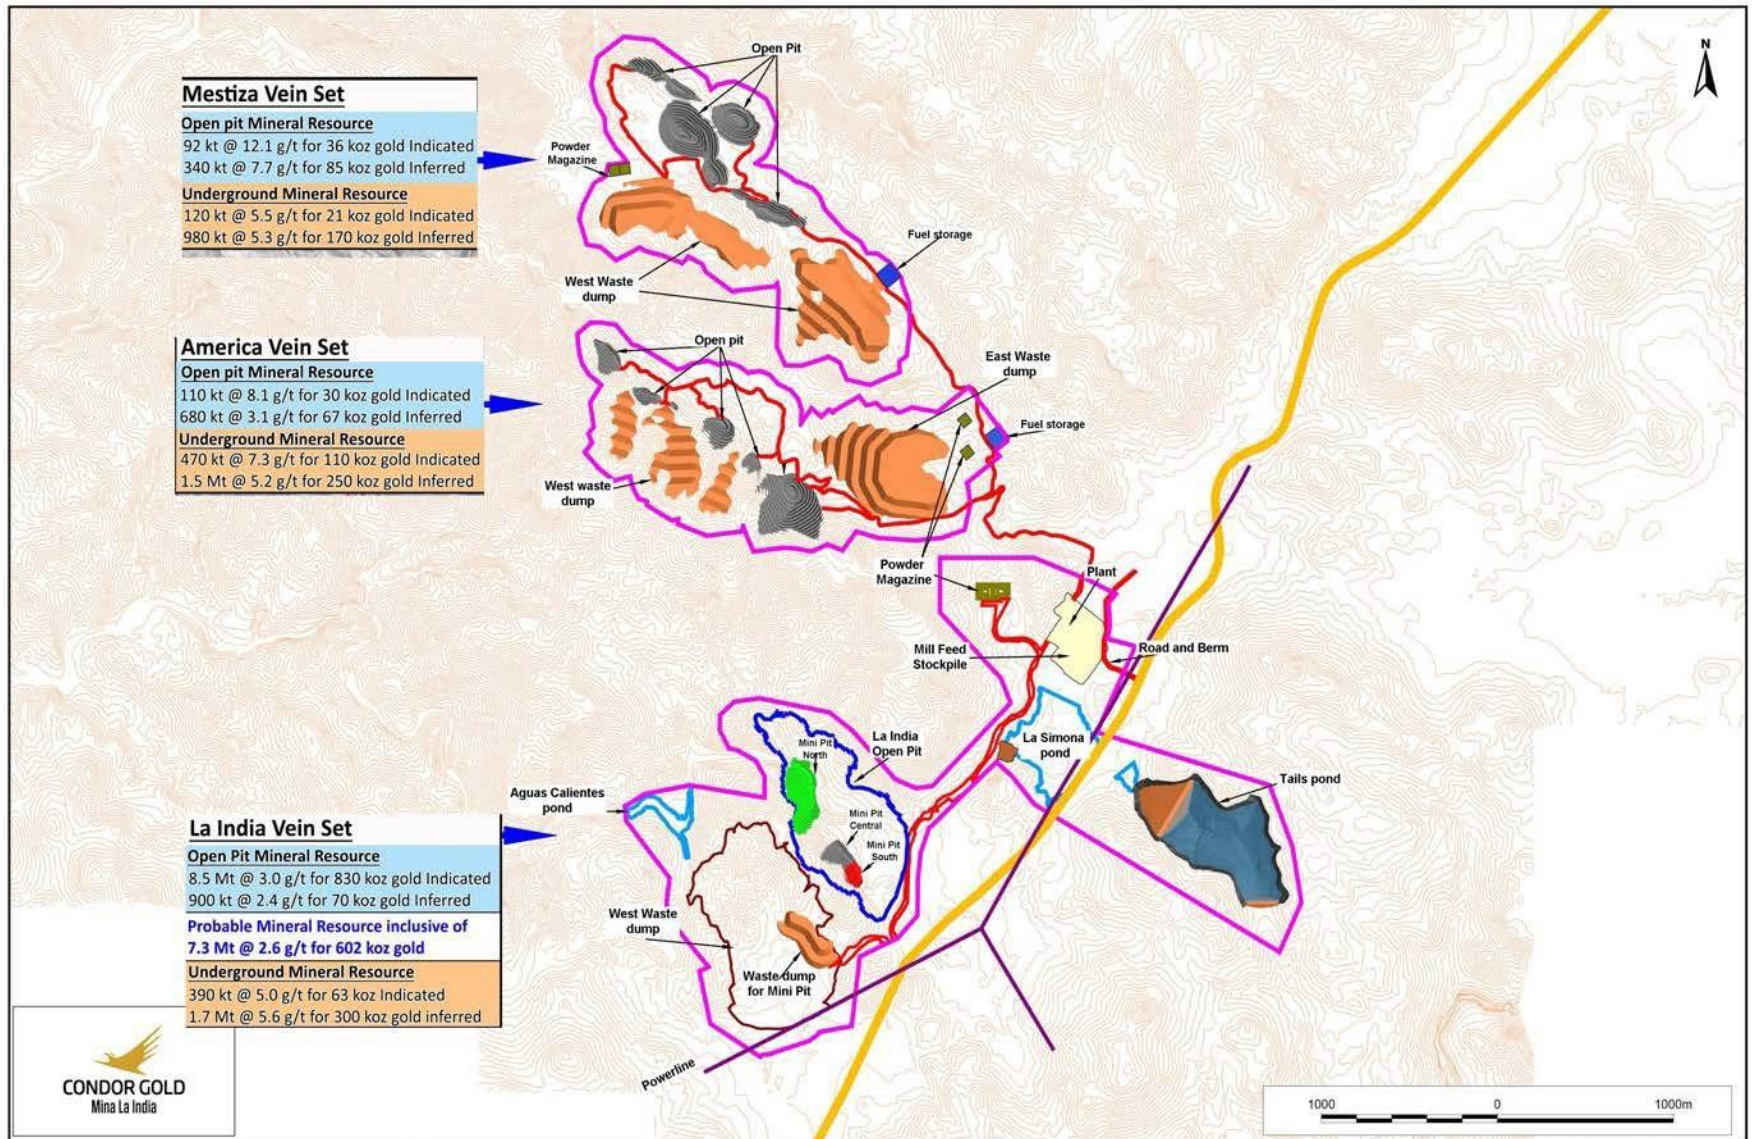 Mestiza Vein Set
Open pit Mineral Resource
92 kt @ 12.1 g/t for 36 koz gold Indicated
340 kt @ 7.7 g/t for 85 koz gold Inferred
Underground Mineral Resource
120 kt @ 5.5 g/t for 21 koz gold Indicated
980 kt @ 5.3 g/t for 170 koz gold Inferred
Open Pit
N
Powder
Magazine
Fuel storage
West Waste
dump
America Vein Set
Open pit Mineral Resource
110 kt @ 8.1 g/t for 30 koz gold Indicated
680 kt @ 3.1 g/t for 67 koz gold Inferred
Underground Mineral Resource
470 kt @ 7.3 g/t for 110 koz gold Indicated
1.5 Mt @ 5.2 g/t for 250 koz gold Inferred
Open pit
East Waste
dump
Fuel storage
West waste
dump
Powder
Magazine
Plant
Mill Feed
Stockpile
Road and Berm
La Simona
pond
La India
Open Pit
Mini Pit
North
Tails pond
Aguas Calientes
pond
Mini Pit
Central
Mini Pit
South
La India Vein Set
Open Pit Mineral Resource
8.5 Mt @ 3.0 g/t for 830 koz gold Indicated
900 kt @ 2.4 g/t for 70 koz gold Inferred
Probable Mineral Resource inclusive of
7.3 Mt @ 2.6 g/t for 602 koz gold
Underground Mineral Resource
390 kt @ 5.0 g/t for 63 koz Indicated
1.7 Mt @ 5.6 g/t for 300 koz gold inferred
West Waste
dump
Waste dump
for Mini Pit
Powerline
CONDOR GOLD
Mina La India
1000 0 1000m